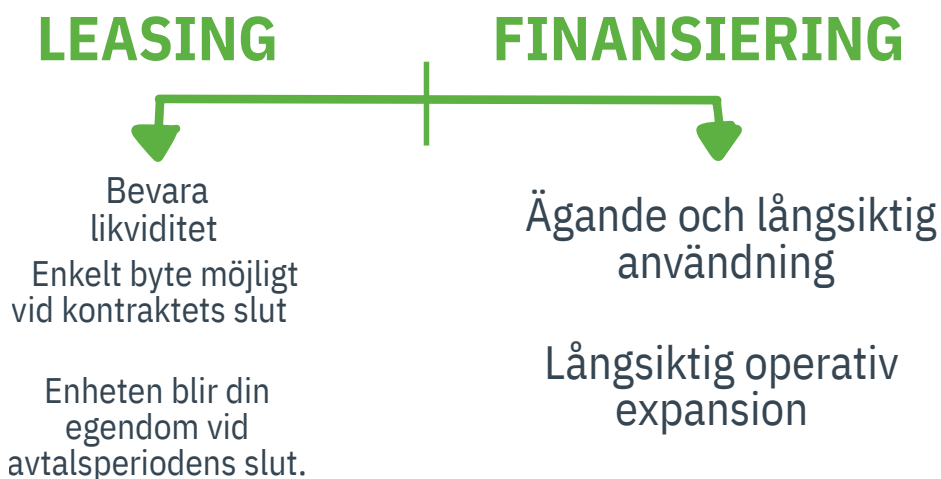 LEASING
Bevara
likviditet
Enkelt byte möjligt
vid kontraktets slut
Enheten blir din
egendom vid
avtalsperiodens slut.
FINANSIERING
Ägande och långsiktig
användning
Långsiktig operativ
expansion